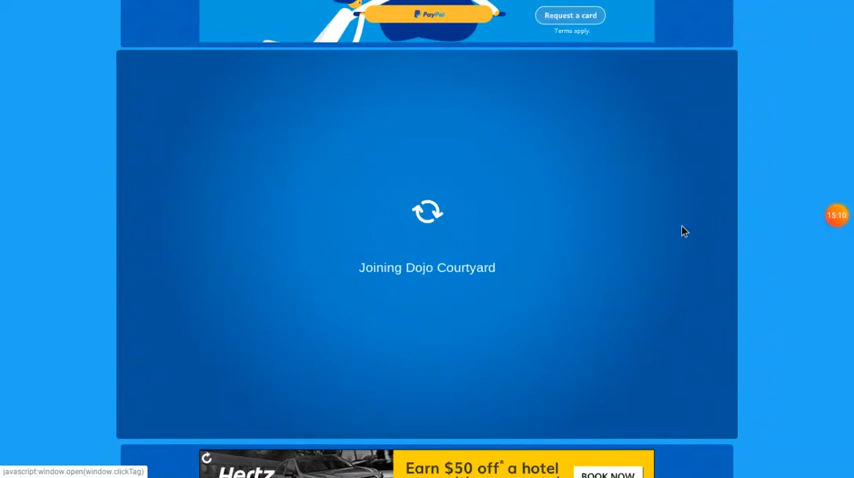 PayPal
Request a card
Terms apply.
15:10
Joining Dojo Courtyard
Hertz
Earn $50 off* a hotel
BOOK NOW
javascript:window.open(window.clickTag)